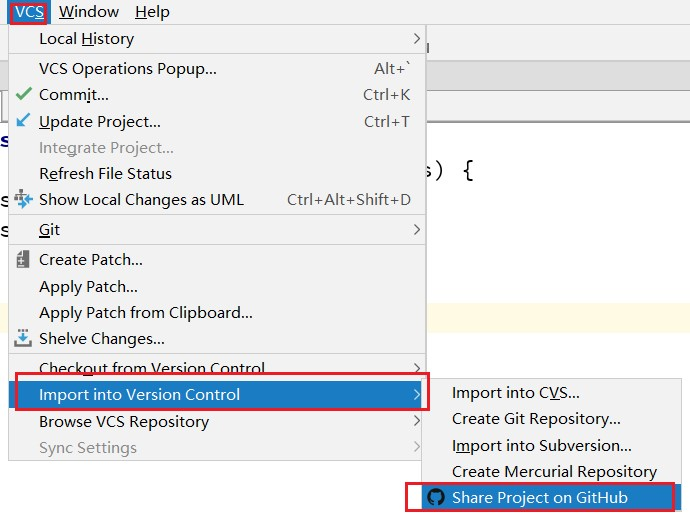 VCS Window Help
Local History
VCS Operations Popup... Alt+`
Commit... Ctrl+K
Update Project... Ctrl+T
Integrate Project...
Refresh File Status
s) {
Show Local Changes as UML Ctrl+Alt+Shift+D
Git
Create Patch...
Apply Patch...
Apply Patch from Clipboard...
Shelve Changes...
Checkout from Version Control
Import into Version Control
Browse VCS Repository
Sync Settings
Import into CVS...
Create Git Repository...
Import into Subversion...
Create Mercurial Repository
Share Project on GitHub